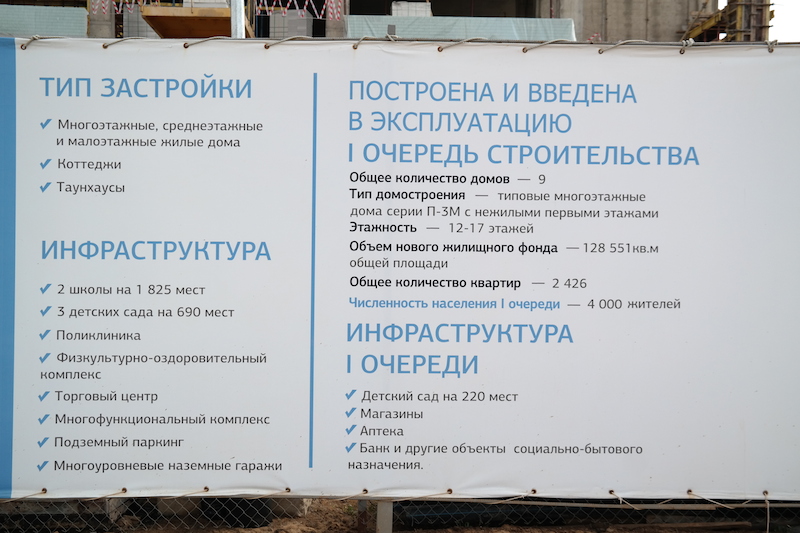 ТИП ЗАСТРОЙКИ
Многоэтажные, среднеэтажные
и малоэтажные жилые дома
Коттеджи
Таунхаусы
ИНФРАСТРУКТУРА
2 школы на 1 825 мест
3 детских сада на 690 мест
Поликлиника
Физкультурно-оздоровительный
комплекс
Торговый центр
Многофункциональный комплекс
Подземный паркинг
Многоуровневые наземные гаражи
ПОСТРОЕНА И ВВЕДЕНА
В ЭКСПЛУАТАЦИЮ
I ОЧЕРЕДЬ СТРОИТЕЛЬСТВА
Общее количество домов — 9
Тип домостроения — типовые многоэтажные
дома серии П-3М с нежилыми первыми этажами
Этажность — 12-17 этажей
Объем нового жилищного фонда — 128 551кв.м
общей площади
Общее количество квартир — 2 426
Численность населения I очереди — 4 000 жителей
ИНФРАСТРУКТУРА
I ОЧЕРЕДИ
Детский сад на 220 мест
Магазины
Аптека
Банк и другие объекты социально-бытового
назначения.